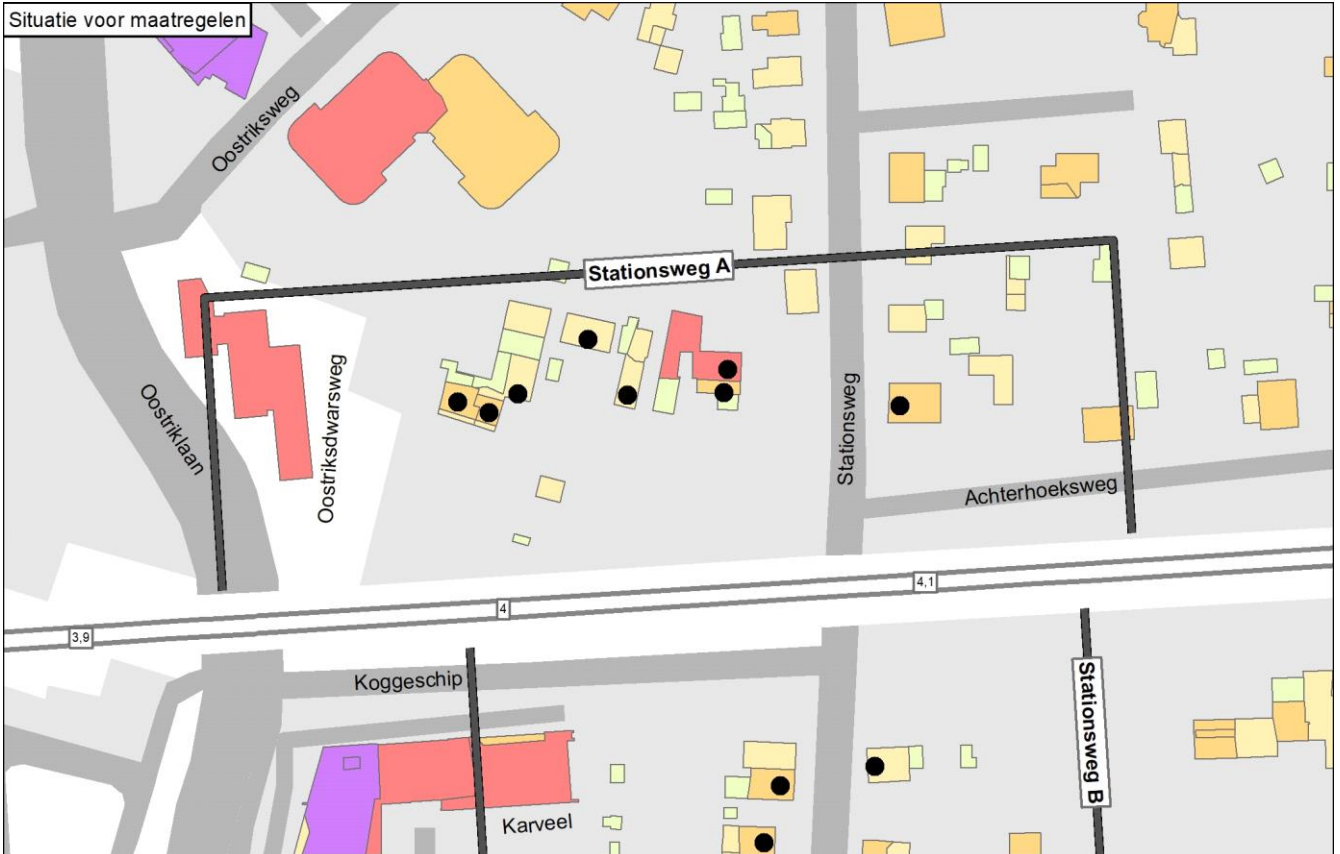 Situatie voor maatregelen
Oostriksweg
Stationsweg A
Oostriklaan
Oostriksdwarsweg
Stationsweg
Achterhoeksweg
4,1
4
3,9
Koggeschip
Stationsweg B
Karveel